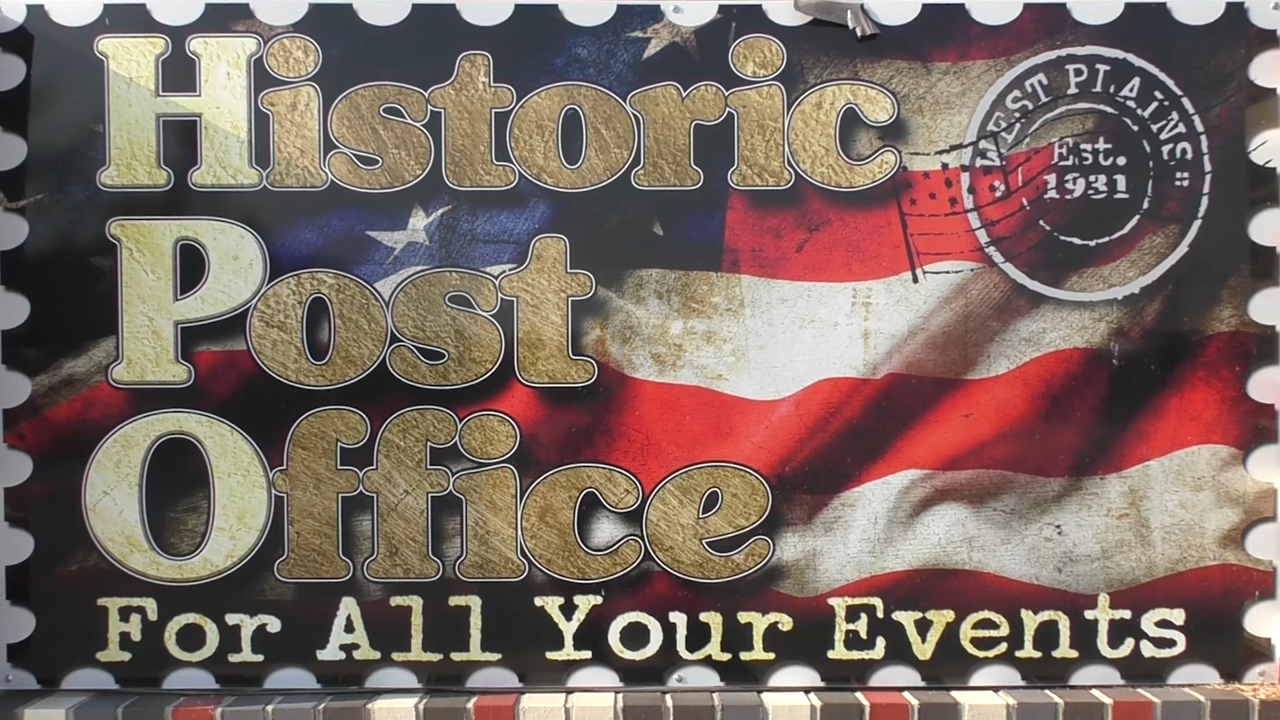 Historic
Post
Office
For All Your Events
WEST PLAINS
Est.
1931